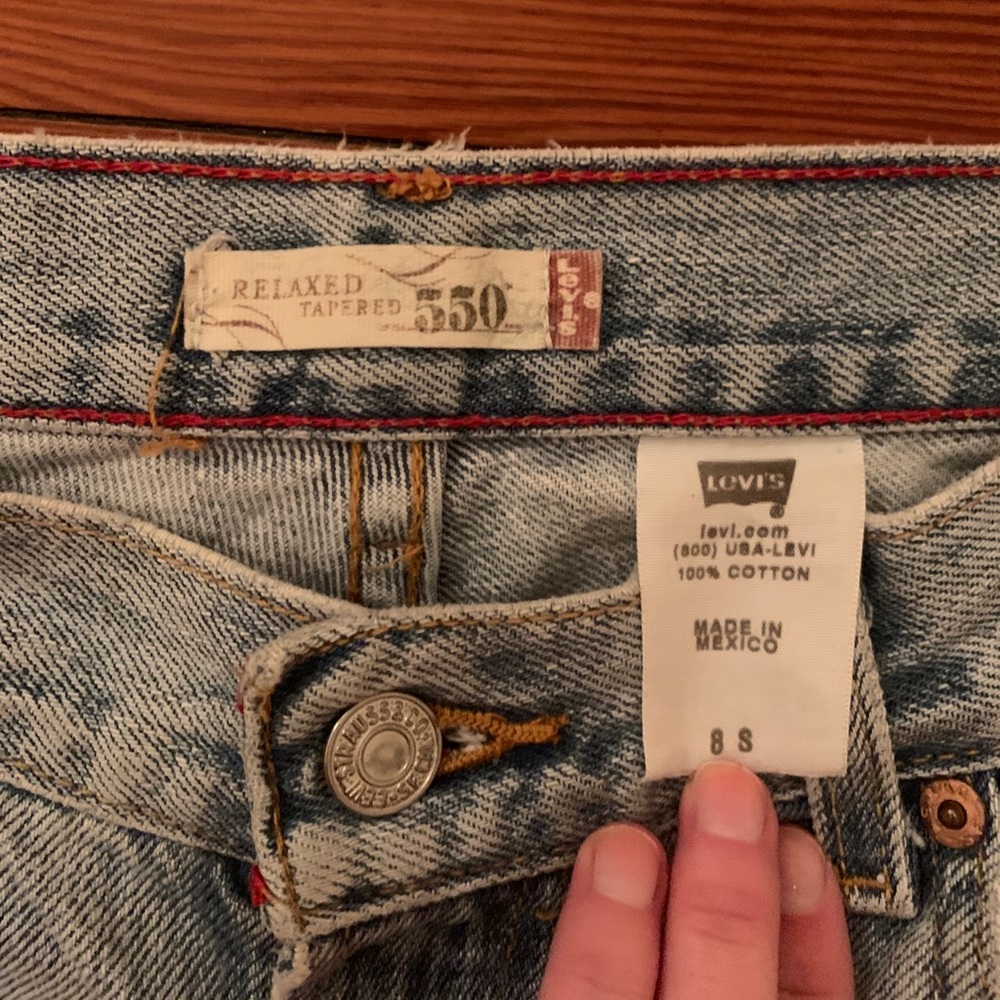 RELAXED
TAPERED 550
Levi's ®
LEVI'S
®
levi.com
(800) USA-LEVI
100% COTTON
MADE IN
MEXICO
8 S